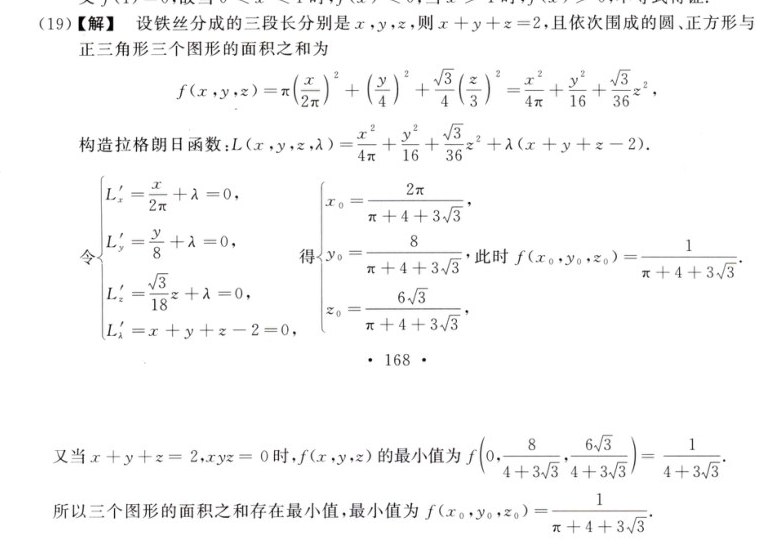 (19)【解】 设铁丝分成的三段长分别是 x,y,z,则 x+y+z=2,且依次围成的圆、正方形与
正三角形三个图形的面积之和为
f(x,y,z)=π(x/2π)²+(y/4)²+√3/4(z/3)²=x²/4π+y²/16+√3/36 z²,
构造拉格朗日函数:L(x,y,z,λ)=x²/4π+y²/16+√3/36 z²+λ(x+y+z-2).
令{L′ₓ=x/2π+λ=0, L′_y=y/8+λ=0, L′_z=√3/18 z+λ=0, L′_λ=x+y+z-2=0, 得{x₀=2π/(π+4+3√3), y₀=8/(π+4+3√3), z₀=6√3/(π+4+3√3), 此时 f(x₀,y₀,z₀)=1/(π+4+3√3).
· 168 ·
又当 x+y+z=2,xyz=0 时,f(x,y,z) 的最小值为 f(0,8/(4+3√3),6√3/(4+3√3))=1/(4+3√3).
所以三个图形的面积之和存在最小值,最小值为 f(x₀,y₀,z₀)=1/(π+4+3√3).